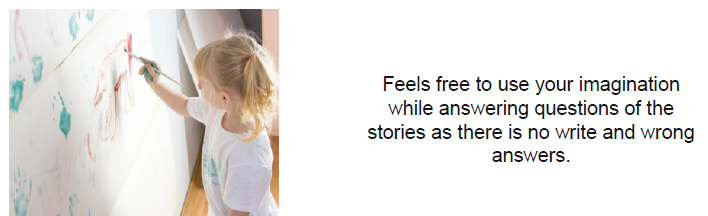 Feels free to use your imagination
while answering questions of the
stories as there is no write and wrong
answers.